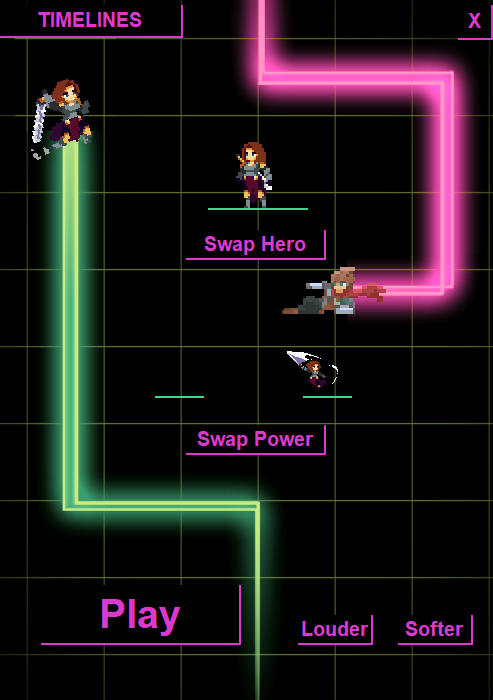 TIMELINES
X
Swap Hero
Swap Power
Play
Louder
Softer